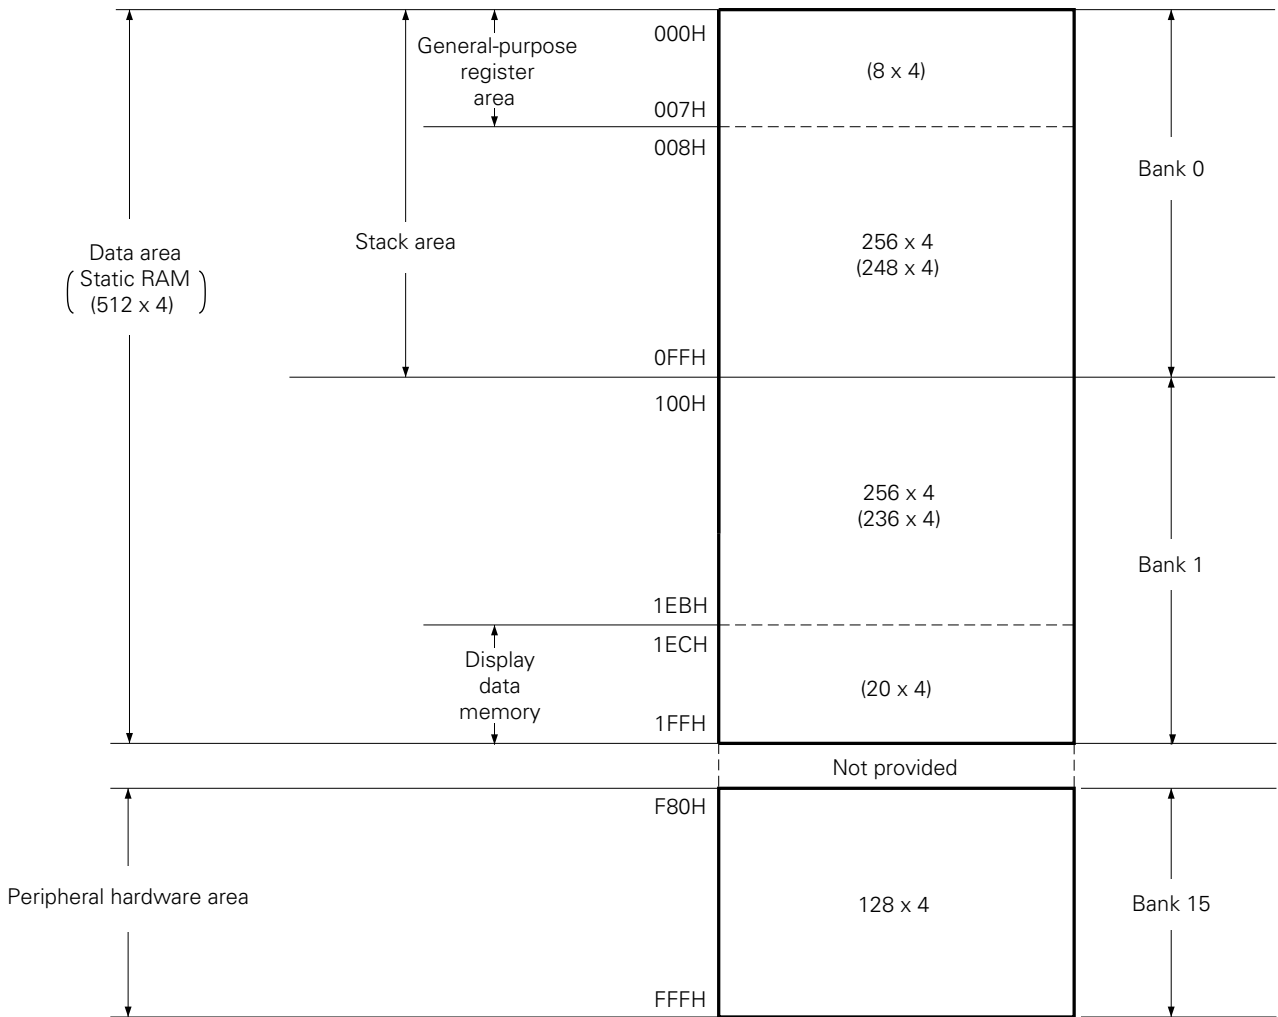 000H
General-purpose
register
area
(8 x 4)
007H
008H
Bank 0
Stack area
256 x 4
(248 x 4)
Data area
Static RAM
(512 x 4)
0FFH
100H
256 x 4
(236 x 4)
Bank 1
1EBH
1ECH
Display
data
memory
(20 x 4)
1FFH
Not provided
F80H
Peripheral hardware area
128 x 4
Bank 15
FFFH